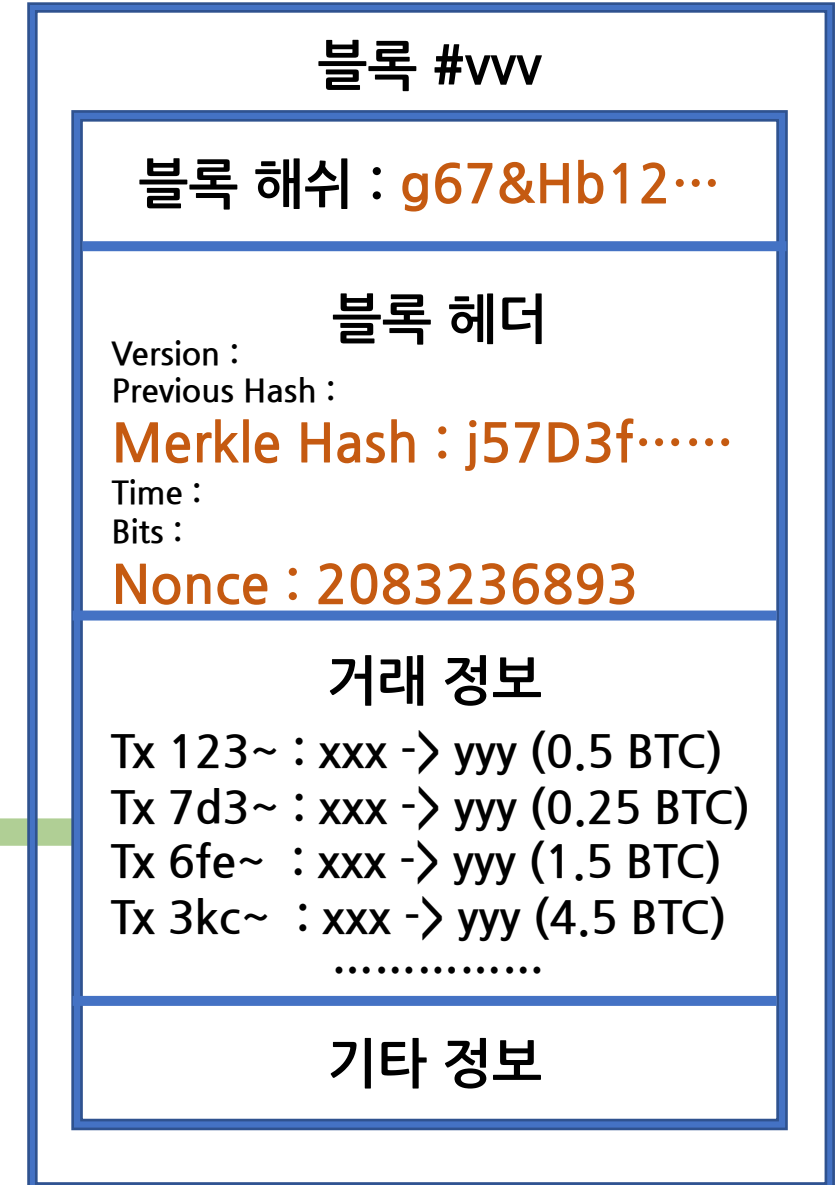 블록 #vvv
블록 해쉬 : g67&Hb12…
블록 헤더
Version :
Previous Hash :
Merkle Hash : j57D3f……
Time :
Bits :
Nonce : 2083236893
거래 정보
Tx 123~ : xxx -> yyy (0.5 BTC)
Tx 7d3~ : xxx -> yyy (0.25 BTC)
Tx 6fe~ : xxx -> yyy (1.5 BTC)
Tx 3kc~ : xxx -> yyy (4.5 BTC)
……………
기타 정보